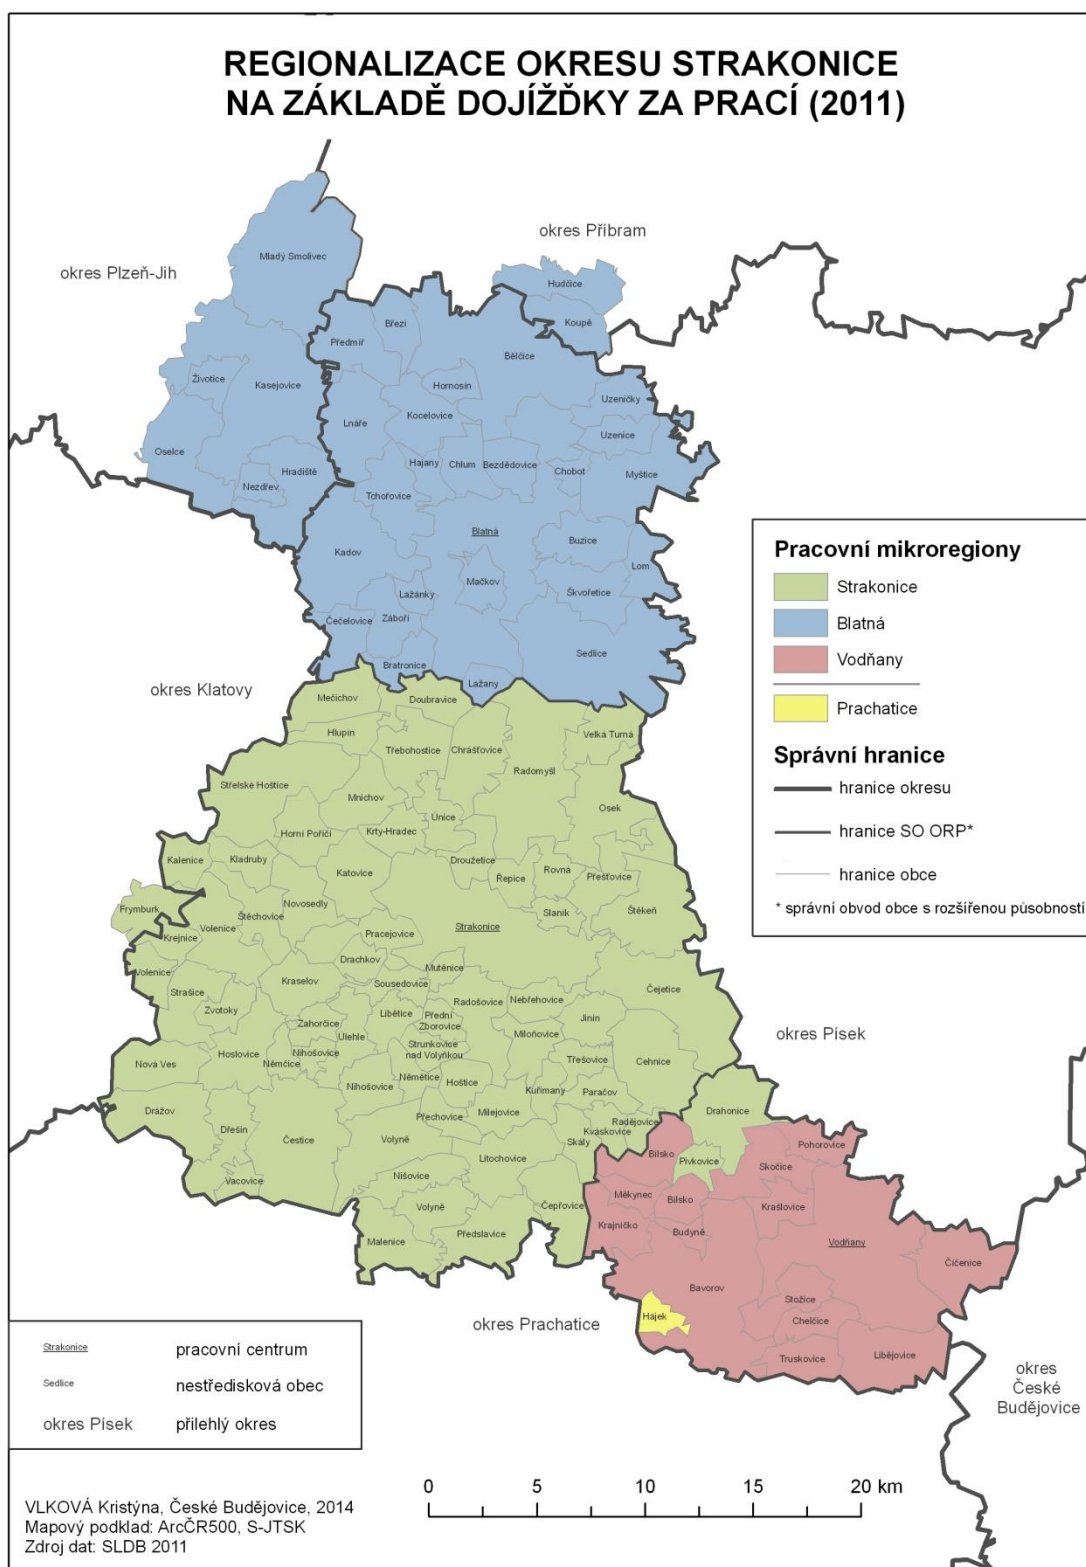 REGIONALIZACE OKRESU STRAKONICE
NA ZÁKLADĚ DOJÍŽĎKY ZA PRACÍ (2011)
okres Příbram
okres Plzeň-Jih
Mladý Smolivec
Hudčice
Koupě
Březí
Předmíř
Bělčice
Životice
Kasejovice
Hornosín
Uzeničky
Kocelovice
Lnáře
Uzenice
Oselce
Hradiště
Hajany
Chlum
Bezdědovice
Chobot
Myštice
Nezdřev
Tchořovice
Blatná
Buzice
Kadov
Mačkov
Lom
Lažánky
Škvořetice
Čečelovice
Záboří
Sedlice
Bratronice
Lažany
okres Klatovy
Pracovní mikroregiony
Strakonice
Blatná
Vodňany
Prachatice
Správní hranice
hranice okresu
hranice SO ORP*
hranice obce
* správní obvod obce s rozšířenou působností
Mečichov
Doubravice
Hlupín
Třebohostice
Chrášťovice
Velká Turná
Radomyšl
Střelské Hoštice
Mnichov
Osek
Únice
Horní Poříčí
Krty-Hradec
Kalenice
Kladruby
Katovice
Droužetice
Řepice
Rovná
Přešťovice
Frymburk
Novosedly
Štěchovice
Slaník
Štěkeň
Krejnice
Volenice
Pracejovice
Strakonice
Volenice
Drachkov
Mutěnice
Strašice
Kraselov
Sousedovice
Čejetice
Zvotoky
Radošovice
Nebřehovice
Zahorčice
Úlehle
Libětice
Přední
Zborovice
Jinín
Miloňovice
okres Písek
Hoslovice
Nihošovice
Strunkovice
nad Volyňkou
Třešovice
Cehnice
Nová Ves
Němčice
Nihošovice
Němětice
Hoštice
Kuřimany
Paračov
Drážov
Přechovice
Milejovice
Drahonice
Dřešín
Čestice
Volyně
Skály
Kváskovice
Radějovice
Litochovice
Bílsko
Pivkovice
Pohorovice
Vacovice
Nišovice
Skočice
Volyně
Čepřovice
Měkynec
Bílsko
Krašlovice
Malenice
Předslavice
Krajníčko
Budyně
Vodňany
Číčenice
Bavorov
Stožice
okres Prachatice
Hájek
Chelčice
Truskovice
Libějovice
okres
České
Budějovice
Strakonice pracovní centrum
Sedlice nestředisková obec
okres Písek přilehlý okres
0 5 10 15 20 km
VLKOVÁ Kristýna, České Budějovice, 2014
Mapový podklad: ArcČR500, S-JTSK
Zdroj dat: SLDB 2011